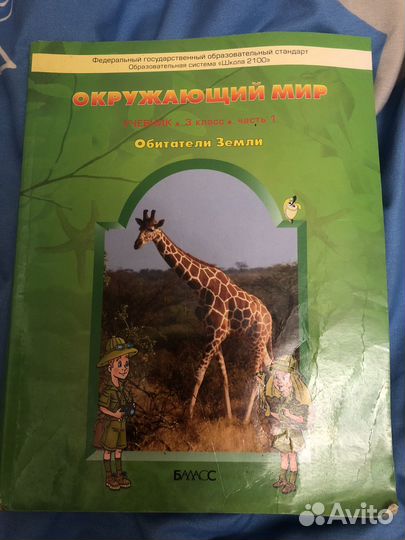 Федеральный государственный образовательный стандарт
Образовательная система «Школа 2100»
ОКРУЖАЮЩИЙ МИР
УЧЕБНИК • 3 класс • часть 1
Обитатели Земли
БАЛАСС
Avito